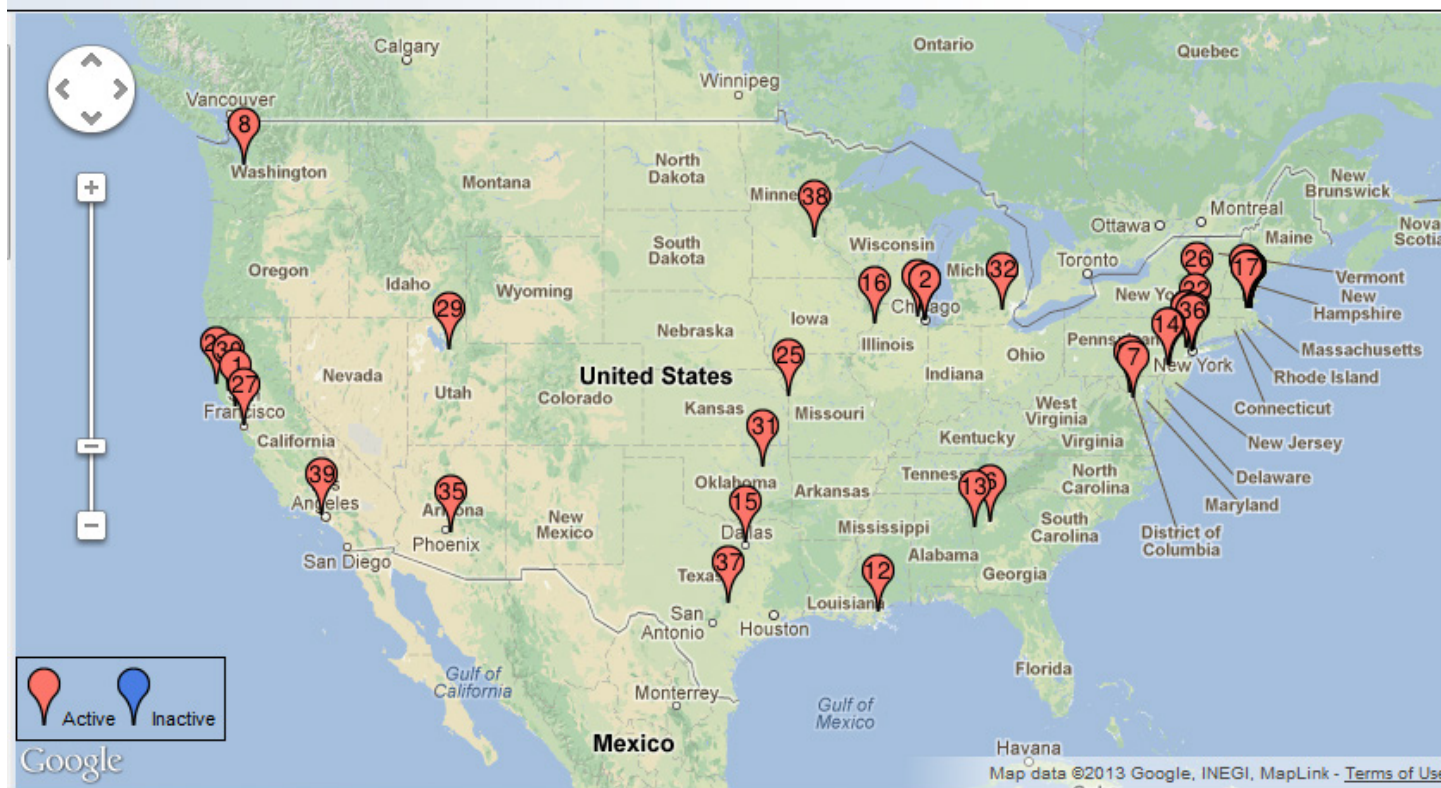 Calgary
Ontario
Quebec
Winnipeg
Vancouver
8
Washington
North
Dakota
Montana
New
Brunswick
38
Montreal
Ottawa
Nova
Maine
Wisconsin
South
Dakota
Toronto
26
17
Oregon
Idaho
29
Wyoming
16
2
32
Vermont
New
Hampshire
Iowa
Nebraska
Illinois
Ohio
14
36
7
New York
Massachusetts
1
27
Francisco
California
Nevada
Utah
Colorado
United States
25
Indiana
Rhode Island
Connecticut
Kansas
Missouri
West
Virginia
Virginia
Kentucky
New Jersey
31
Delaware
Maryland
39
Angeles
35
Phoenix
San Diego
New
Mexico
Oklahoma
Arkansas
15
Dallas
13
6
North
Carolina
South
Carolina
Mississippi
Alabama
Georgia
District of
Columbia
37
12
Louisiana
San
Antonio
Houston
Florida
Active
Inactive
Gulf of
California
Monterrey
Gulf of
Mexico
Mexico
Havana
Google
Map data ©2013 Google, INEGI, MapLink - Terms of Use